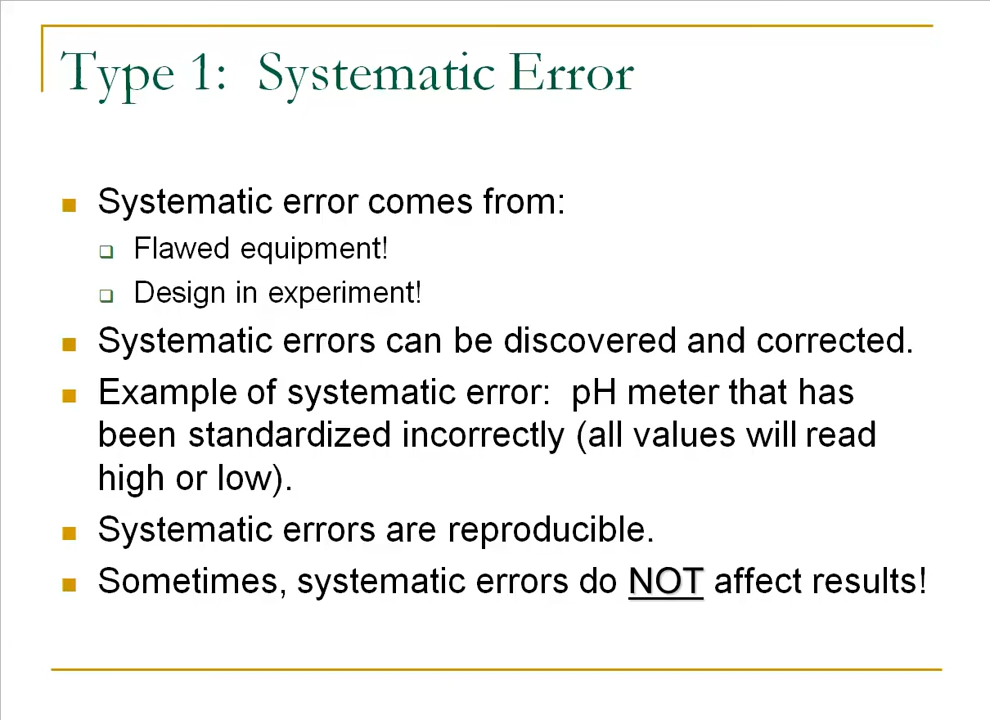 Type 1: Systematic Error
Systematic error comes from:
Flawed equipment!
Design in experiment!
Systematic errors can be discovered and corrected.
Example of systematic error: pH meter that has
been standardized incorrectly (all values will read
high or low).
Systematic errors are reproducible.
Sometimes, systematic errors do NOT affect results!